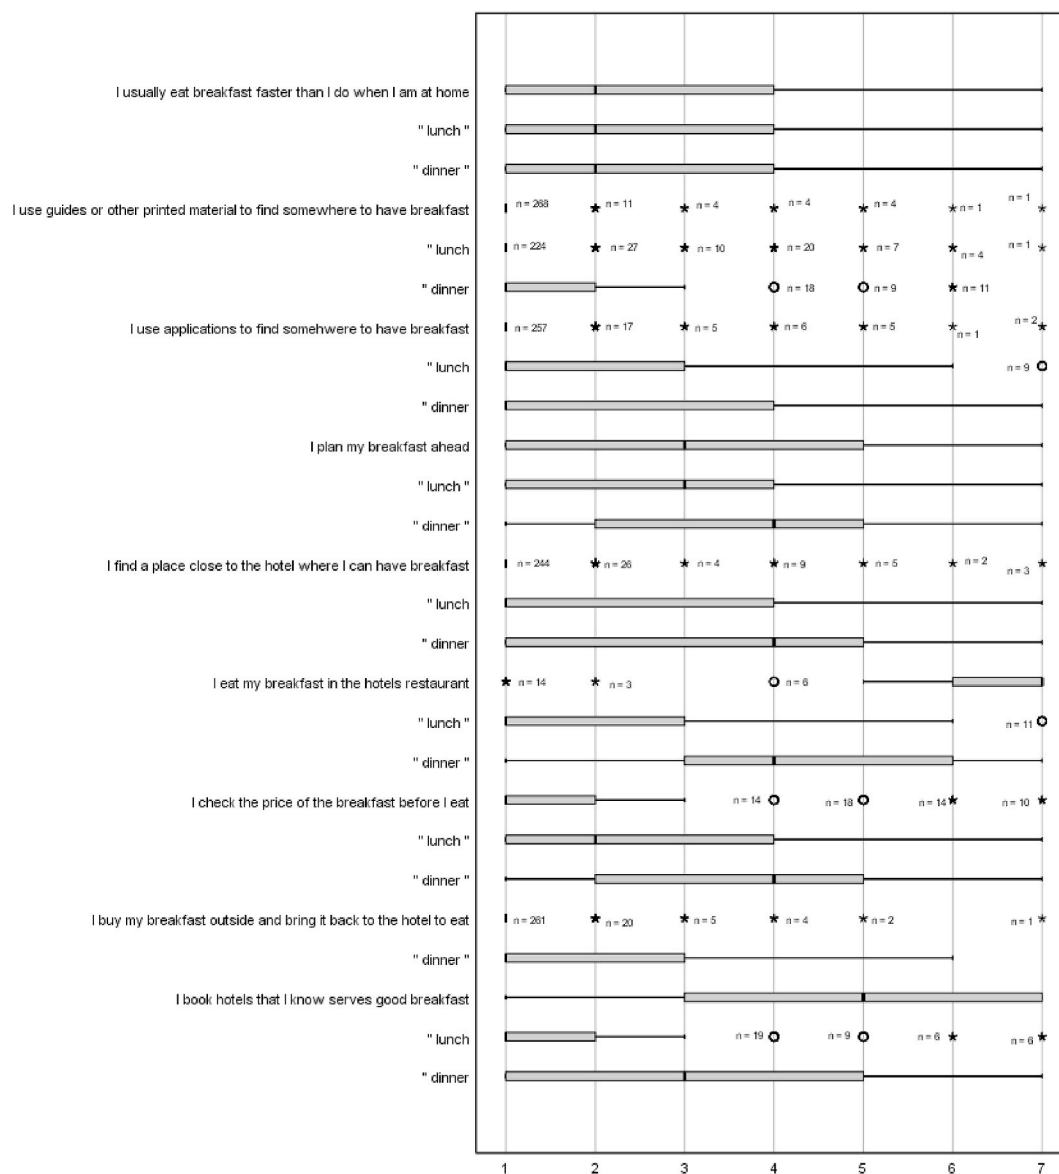 I usually eat breakfast faster than I do when I am at home
" lunch "
" dinner "
I use guides or other printed material to find somewhere to have breakfast n = 268 n = 11 n = 4 n = 4 n = 4 n = 1 n = 1
" lunch n = 224 n = 27 n = 10 n = 20 n = 7 n = 4 n = 1
" dinner n = 18 n = 9 n = 11
I use applications to find somehwere to have breakfast n = 257 n = 17 n = 5 n = 6 n = 5 n = 1 n = 2
" lunch n = 9
" dinner
I plan my breakfast ahead
" lunch "
" dinner "
I find a place close to the hotel where I can have breakfast n = 244 n = 26 n = 4 n = 9 n = 5 n = 2 n = 3
" lunch
" dinner
I eat my breakfast in the hotels restaurant n = 14 n = 3 n = 6
" lunch " n = 11
" dinner "
I check the price of the breakfast before I eat n = 14 n = 18 n = 14 n = 10
" lunch "
" dinner "
I buy my breakfast outside and bring it back to the hotel to eat n = 261 n = 20 n = 5 n = 4 n = 2 n = 1
" dinner "
I book hotels that I know serves good breakfast
" lunch n = 19 n = 9 n = 6 n = 6
" dinner
1 2 3 4 5 6 7